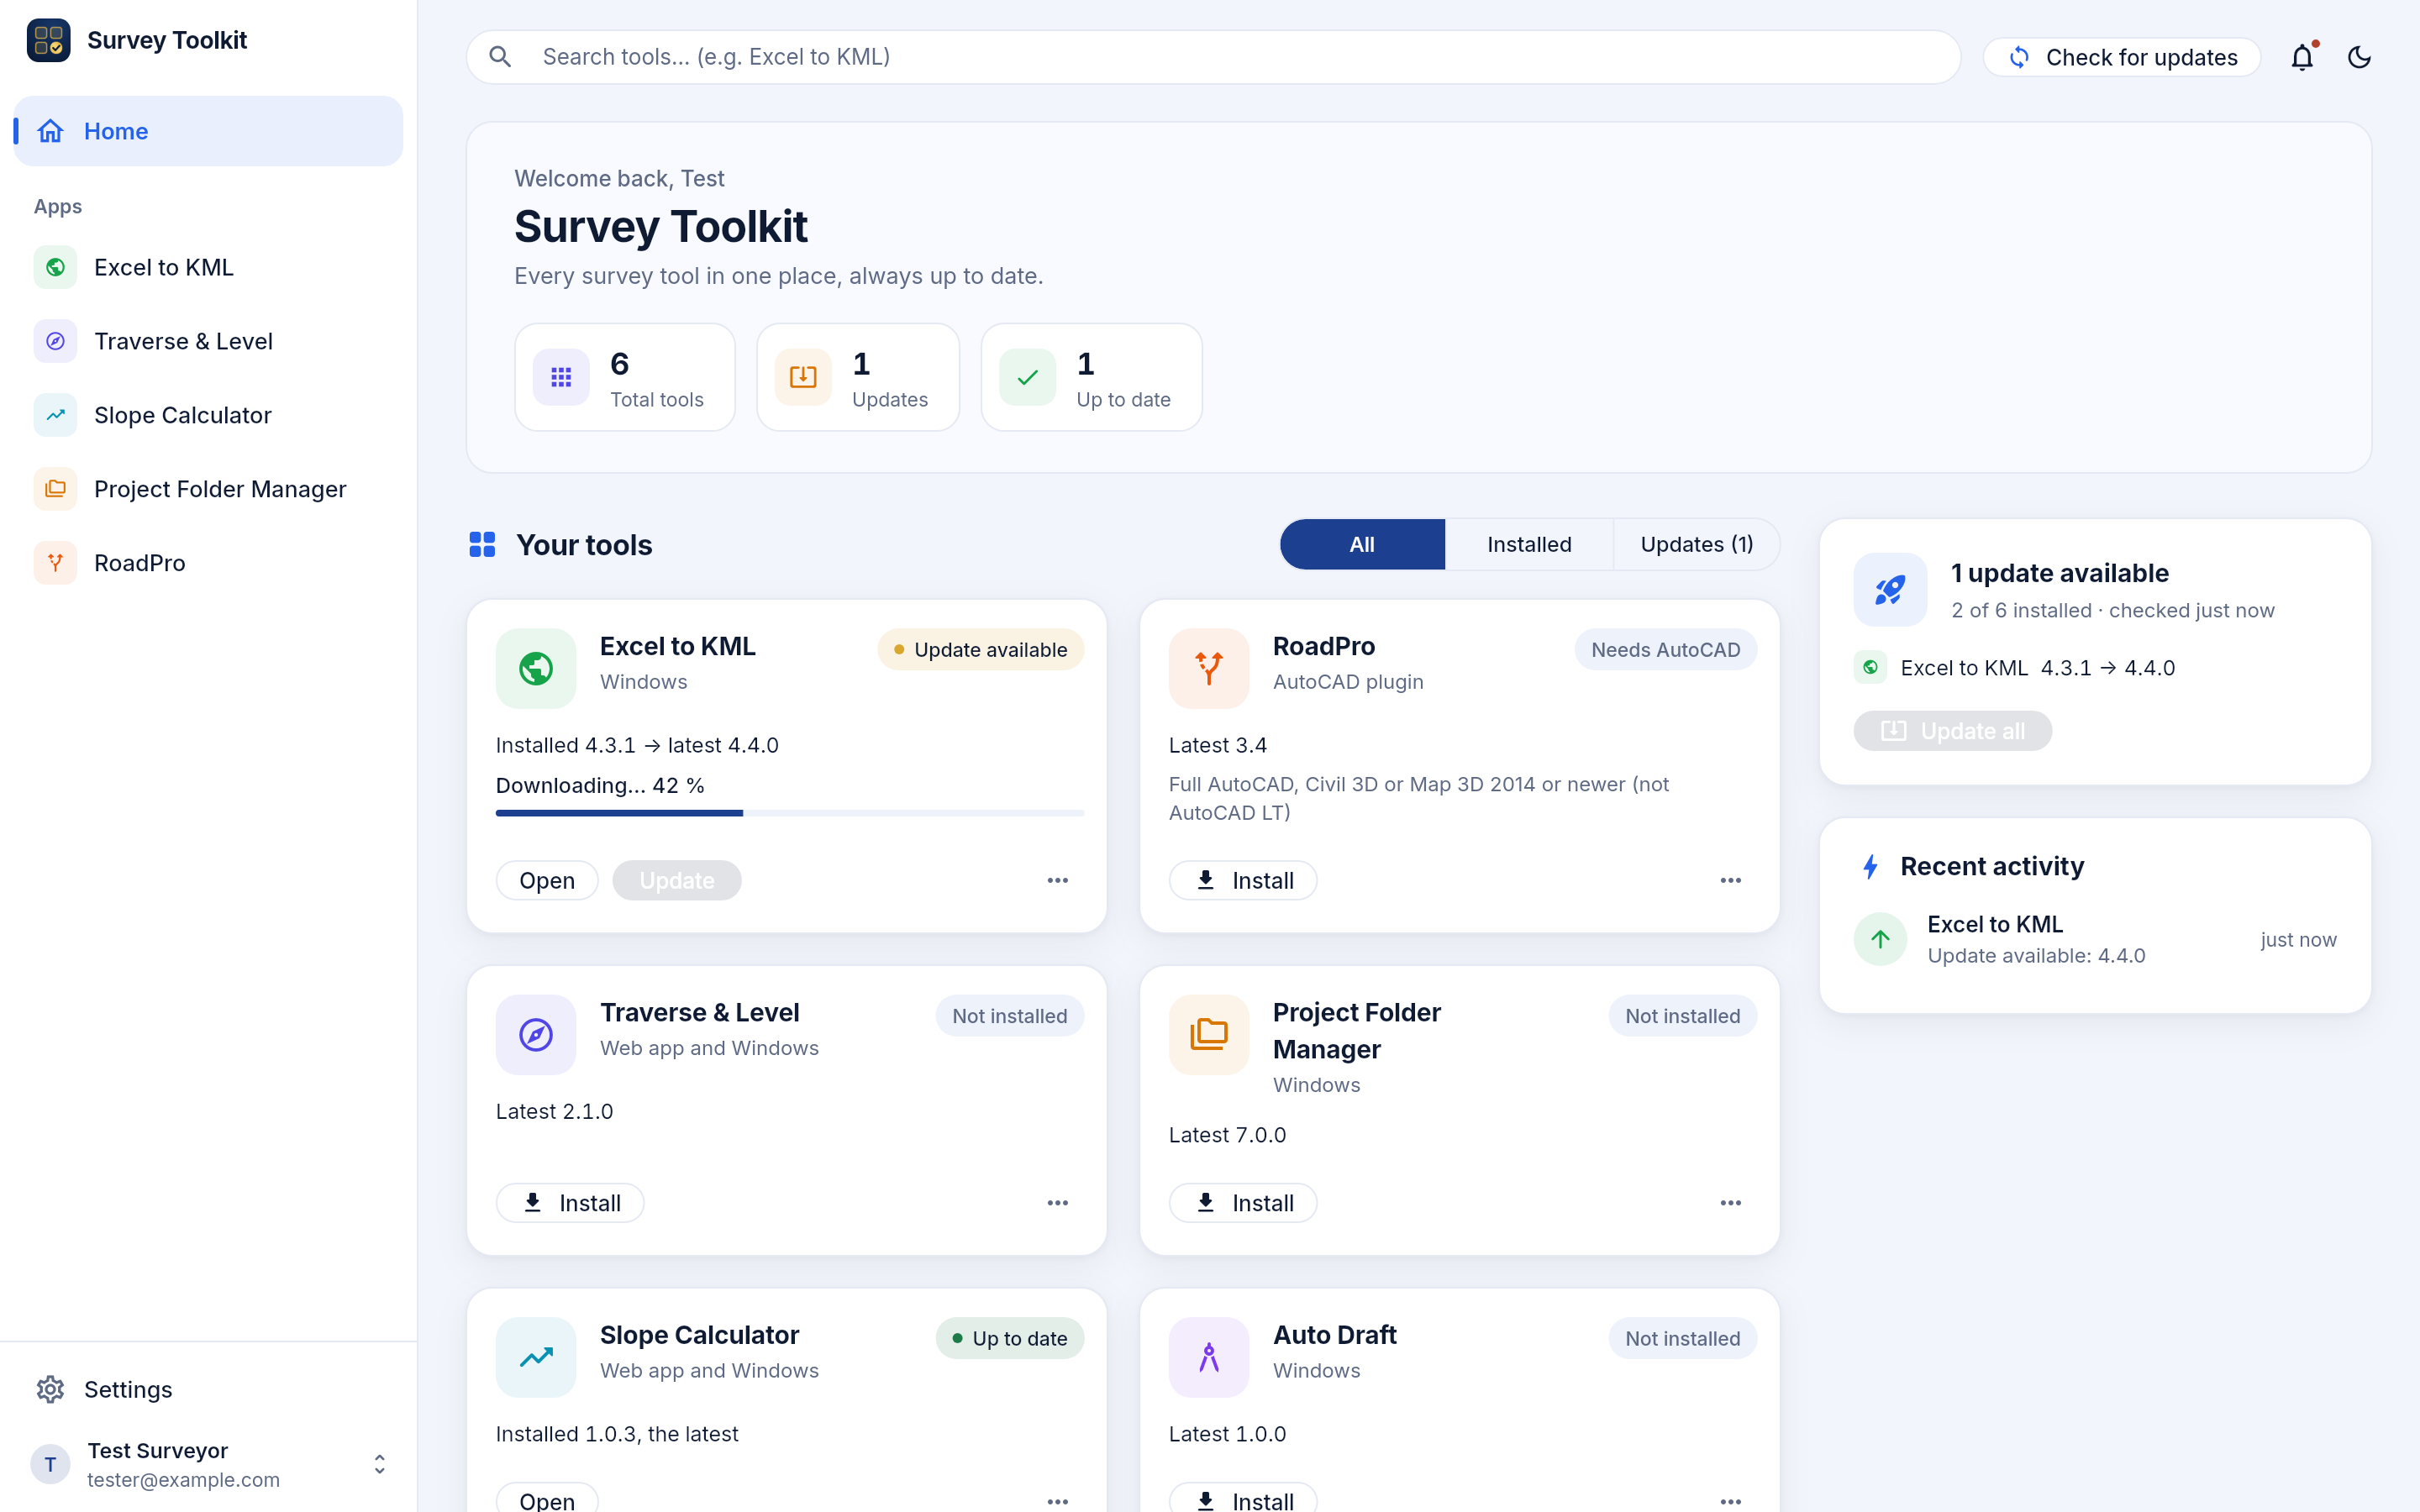 Survey Toolkit
Home
Apps
Excel to KML
Traverse & Level
Slope Calculator
Project Folder Manager
RoadPro
Settings
T
Test Surveyor
tester@example.com
Search tools... (e.g. Excel to KML)
Check for updates
Welcome back, Test
Survey Toolkit
Every survey tool in one place, always up to date.
6
Total tools
1
Updates
1
Up to date
Your tools
All
Installed
Updates (1)
Excel to KML
Windows
Update available
Installed 4.3.1 → latest 4.4.0
Downloading... 42 %
Open
Update
RoadPro
AutoCAD plugin
Needs AutoCAD
Latest 3.4
Full AutoCAD, Civil 3D or Map 3D 2014 or newer (not
AutoCAD LT)
Install
Traverse & Level
Web app and Windows
Not installed
Latest 2.1.0
Install
Project Folder
Manager
Windows
Not installed
Latest 7.0.0
Install
Slope Calculator
Web app and Windows
Up to date
Installed 1.0.3, the latest
Open
Auto Draft
Windows
Not installed
Latest 1.0.0
Install
1 update available
2 of 6 installed · checked just now
Excel to KML 4.3.1 → 4.4.0
Update all
Recent activity
Excel to KML
Update available: 4.4.0
just now